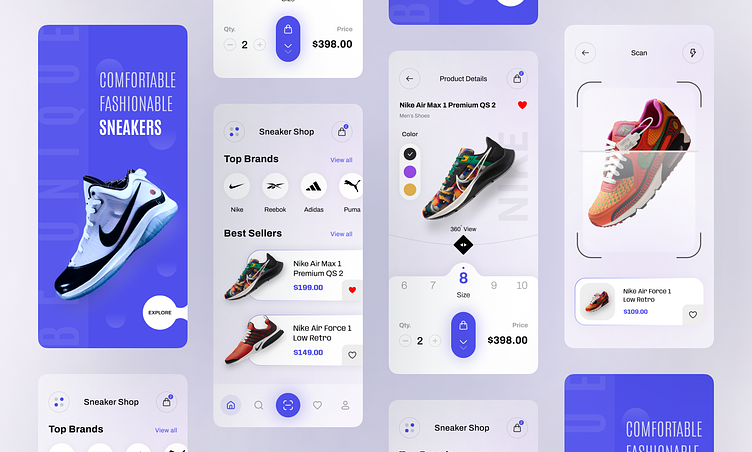 BE UNIQUE
COMFORTABLE
FASHIONABLE
SNEAKERS
EXPLORE
Sneaker Shop
Top Brands
View all
Size
Qty.
Price
2
$398.00
Sneaker Shop
Top Brands
View all
Nike
Reebok
Adidas
Puma
Best Sellers
View all
Nike Air Max 1
Premium QS 2
$199.00
Nike Air Force 1
Low Retro
$149.00
Product Details
Nike Air Max 1 Premium QS 2
Men's Shoes
Color
NIKE
360° View
6
7
8
9
10
Size
Qty.
Price
2
$398.00
Sneaker Shop
Scan
Nike Air Force 1
Low Retro
$109.00
COMFORTABLE